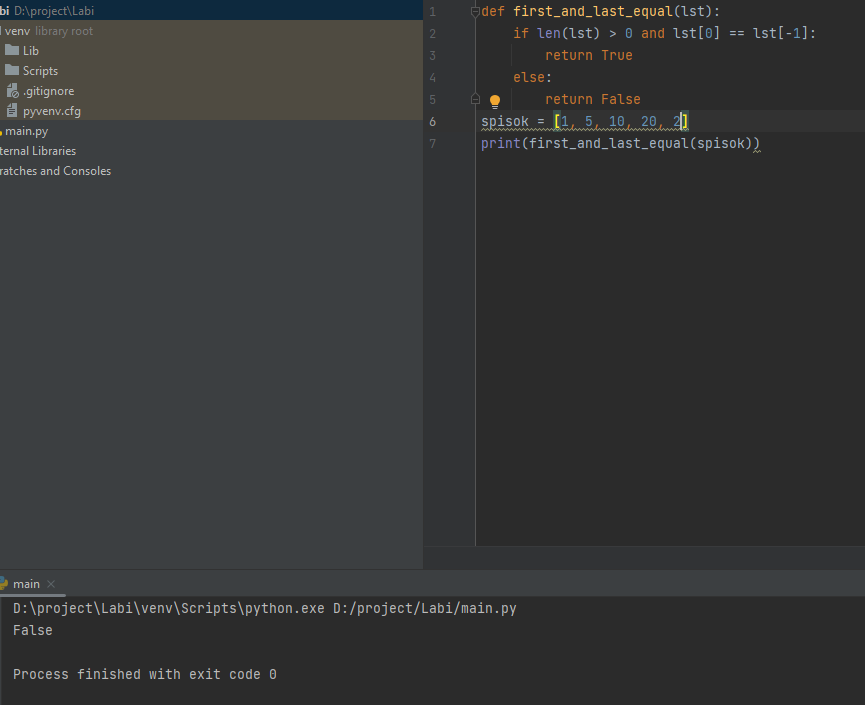 bi D:\project\Labi
venv library root
Lib
Scripts
.gitignore
pyvenv.cfg
main.py
ternal Libraries
ratches and Consoles
1 def first_and_last_equal(lst):
2 if len(lst) > 0 and lst[0] == lst[-1]:
3 return True
4 else:
5 return False
6 spisok = [1, 5, 10, 20, 2]
7 print(first_and_last_equal(spisok))
main
D:\project\Labi\venv\Scripts\python.exe D:/project/Labi/main.py
False
Process finished with exit code 0